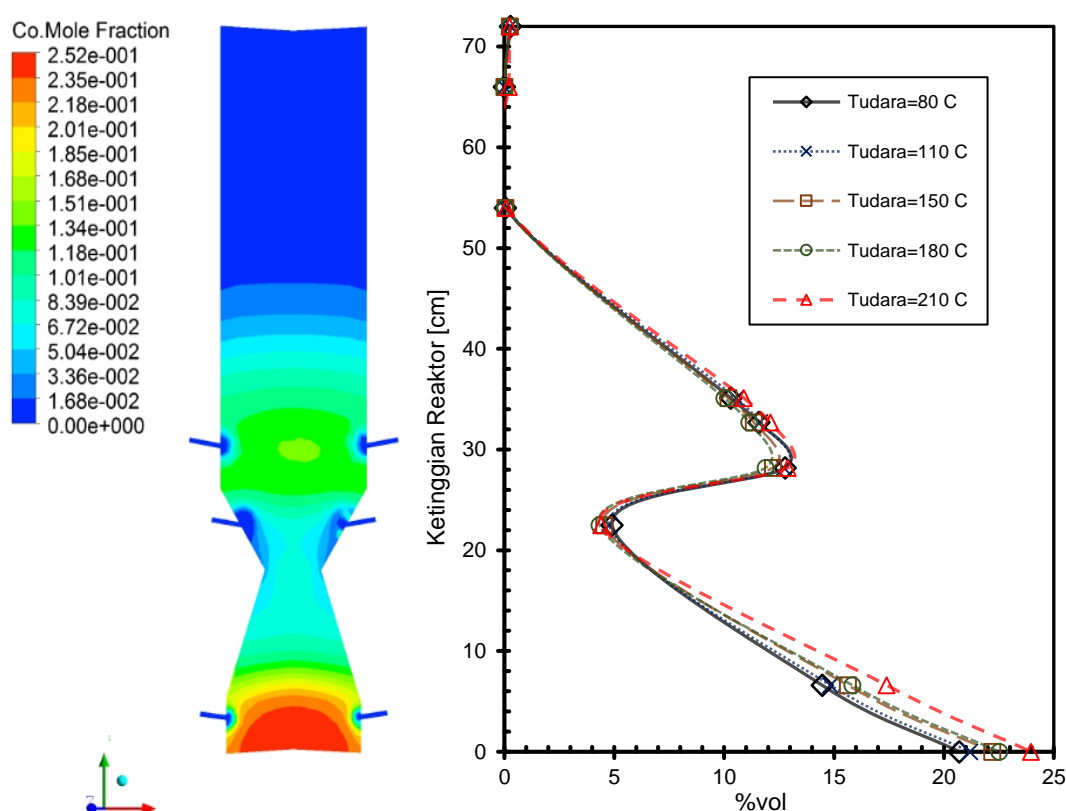 Co.Mole Fraction
2.52e-001
2.35e-001
2.18e-001
2.01e-001
1.85e-001
1.68e-001
1.51e-001
1.34e-001
1.18e-001
1.01e-001
8.39e-002
6.72e-002
5.04e-002
3.36e-002
1.68e-002
0.00e+000
Ketinggian Reaktor [cm]
70
60
50
40
30
20
10
0
0
5
10
15
20
25
%vol
Tudara=80 C
Tudara=110 C
Tudara=150 C
Tudara=180 C
Tudara=210 C